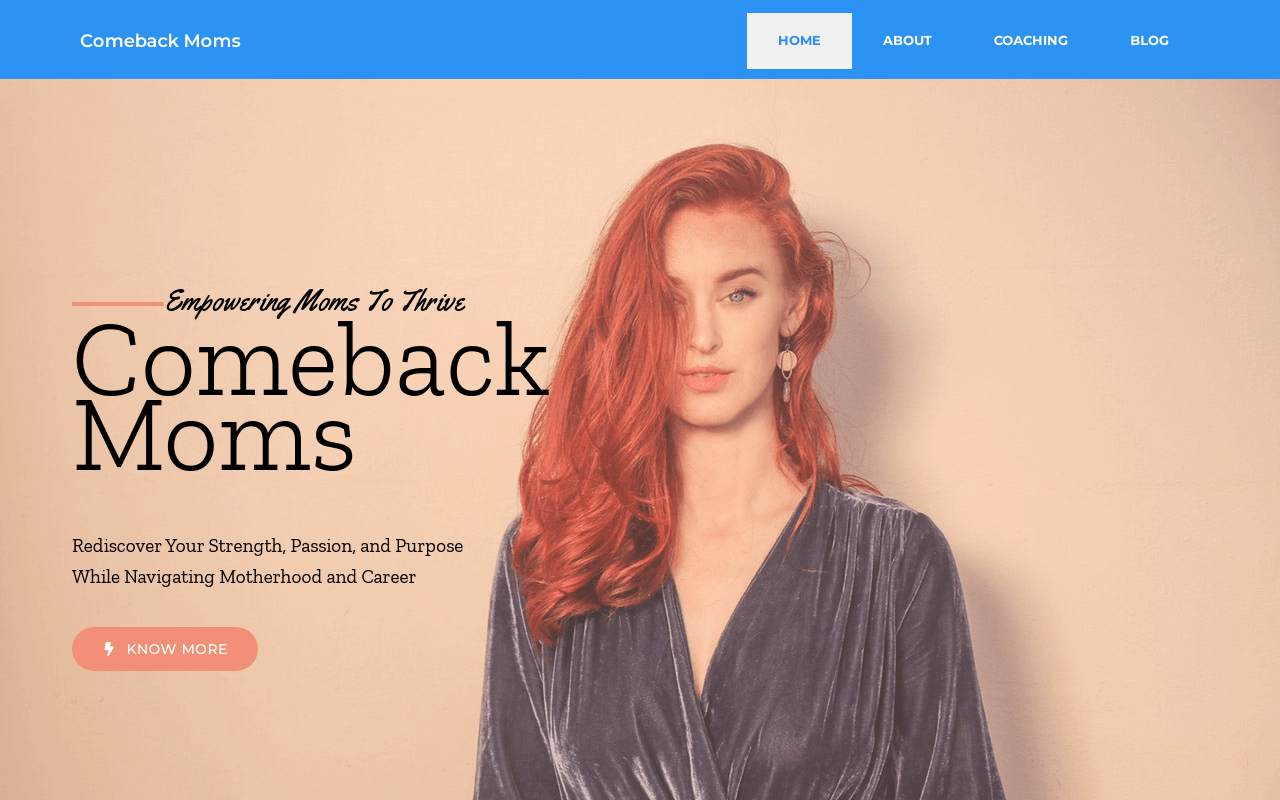 Comeback Moms
HOME
ABOUT
COACHING
BLOG
Empowering Moms To Thrive
Comeback
Moms
Rediscover Your Strength, Passion, and Purpose
While Navigating Motherhood and Career
KNOW MORE